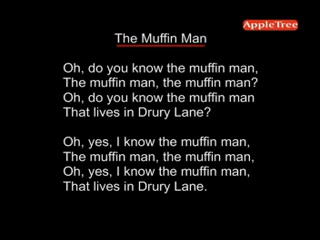 AppleTree
The Muffin Man
Oh, do you know the muffin man,
The muffin man, the muffin man?
Oh, do you know the muffin man
That lives in Drury Lane?
Oh, yes, I know the muffin man,
The muffin man, the muffin man,
Oh, yes, I know the muffin man,
That lives in Drury Lane.